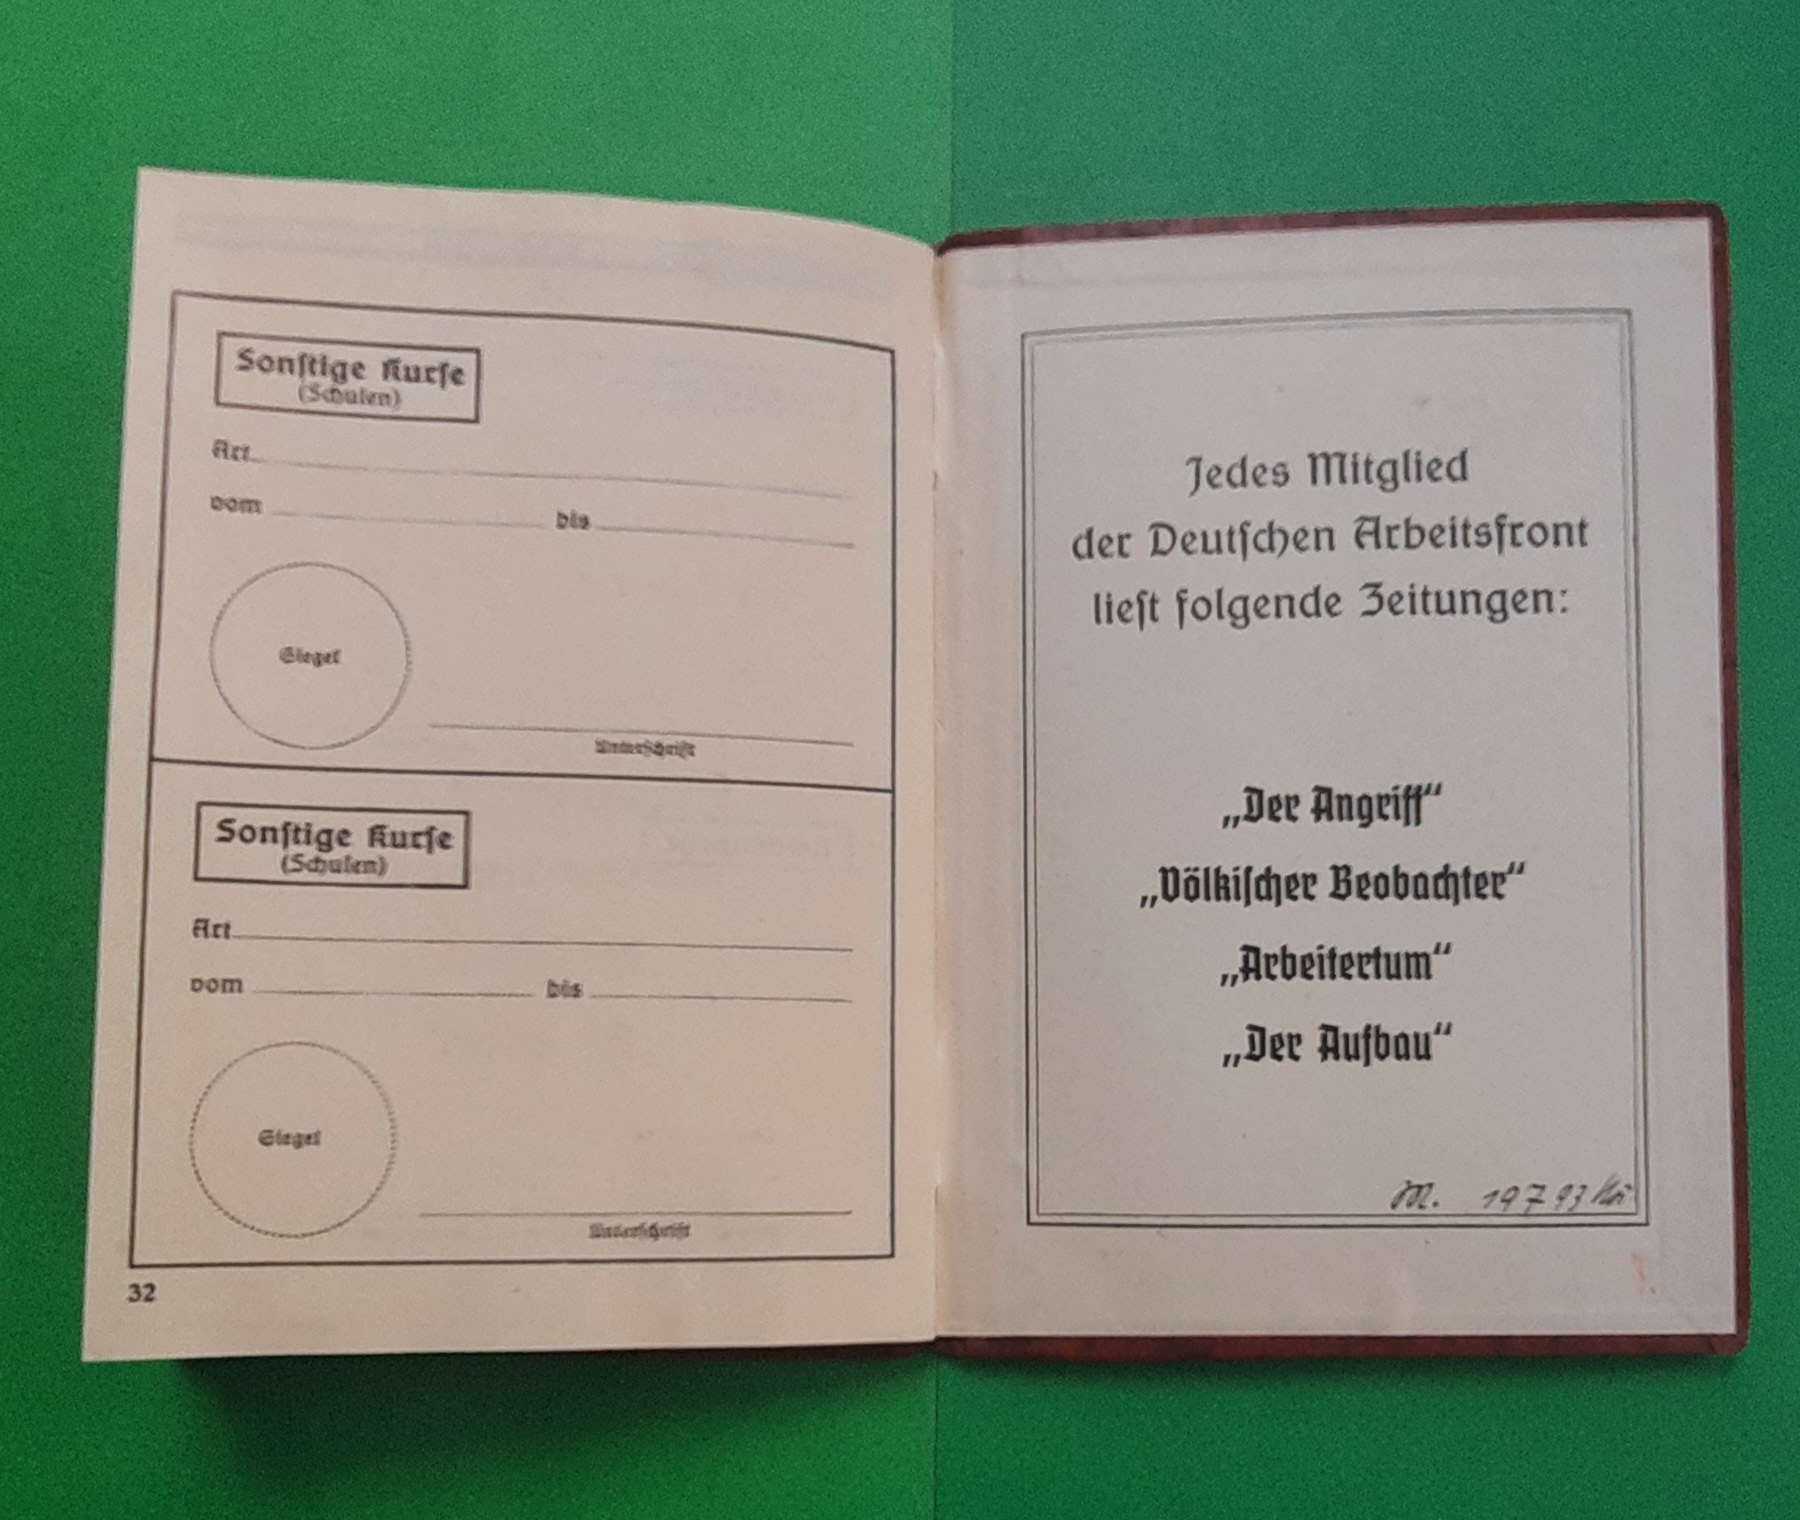 Sonstige Kurse
(Schulen)
Art
vom bis
Siegel
Unterschrift
Sonstige Kurse
(Schulen)
Art
vom bis
Siegel
Unterschrift
32
Jedes Mitglied
der Deutschen Arbeitsfront
liest folgende Zeitungen:
„Der Angriff“
„Völkischer Beobachter“
„Arbeitertum“
„Der Aufbau“
M. 19793